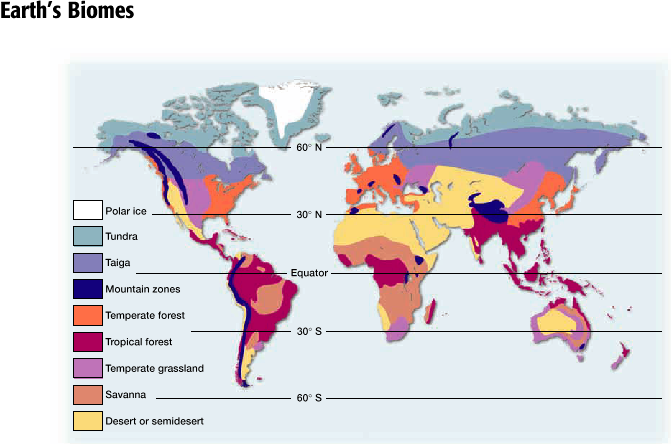 Earth's Biomes
60° N
30° N
Equator
30° S
60° S
Polar ice
Tundra
Taiga
Mountain zones
Temperate forest
Tropical forest
Temperate grassland
Savanna
Desert or semidesert